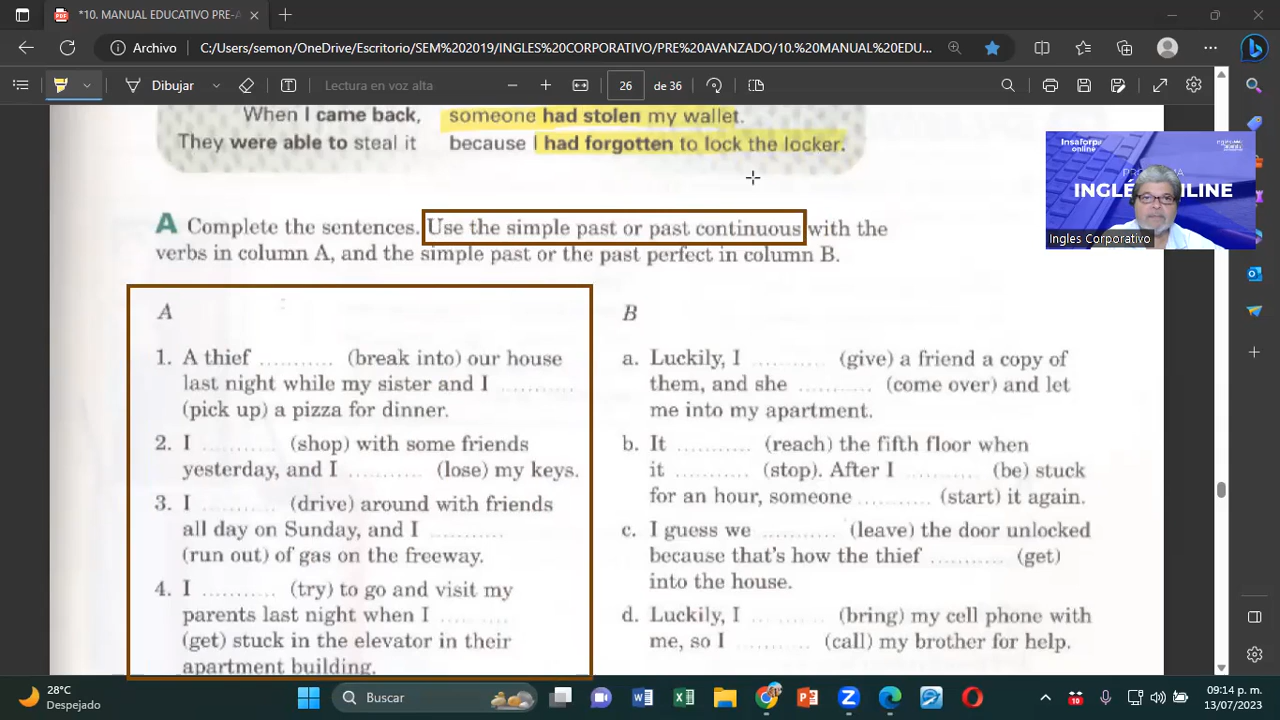 *10. MANUAL EDUCATIVO PRE-A
Archivo
C:/Users/semon/OneDrive/Escritorio/SEM%202019/INGLES%20CORPORATIVO/PRE%20AVANZADO/10.%20MANUAL%20EDU...
Dibujar
Lectura en voz alta
26
de 36
When I came back, someone had stolen my wallet.
They were able to steal it because I had forgotten to lock the locker.
Insaforp online
INGLÉS ONLINE
Ingles Corporativo
A Complete the sentences. Use the simple past or past continuous with the
verbs in column A, and the simple past or the past perfect in column B.
A
1. A thief .......... (break into) our house
last night while my sister and I ..........
(pick up) a pizza for dinner.
2. I .......... (shop) with some friends
yesterday, and I .......... (lose) my keys.
3. I .......... (drive) around with friends
all day on Sunday, and I ..........
(run out) of gas on the freeway.
4. I .......... (try) to go and visit my
parents last night when I ..........
(get) stuck in the elevator in their
apartment building.
B
a. Luckily, I .......... (give) a friend a copy of
them, and she .......... (come over) and let
me into my apartment.
b. It .......... (reach) the fifth floor when
it .......... (stop). After I .......... (be) stuck
for an hour, someone .......... (start) it again.
c. I guess we .......... (leave) the door unlocked
because that's how the thief .......... (get)
into the house.
d. Luckily, I .......... (bring) my cell phone with
me, so I .......... (call) my brother for help.
28°C
Despejado
Buscar
09:14 p. m.
13/07/2023